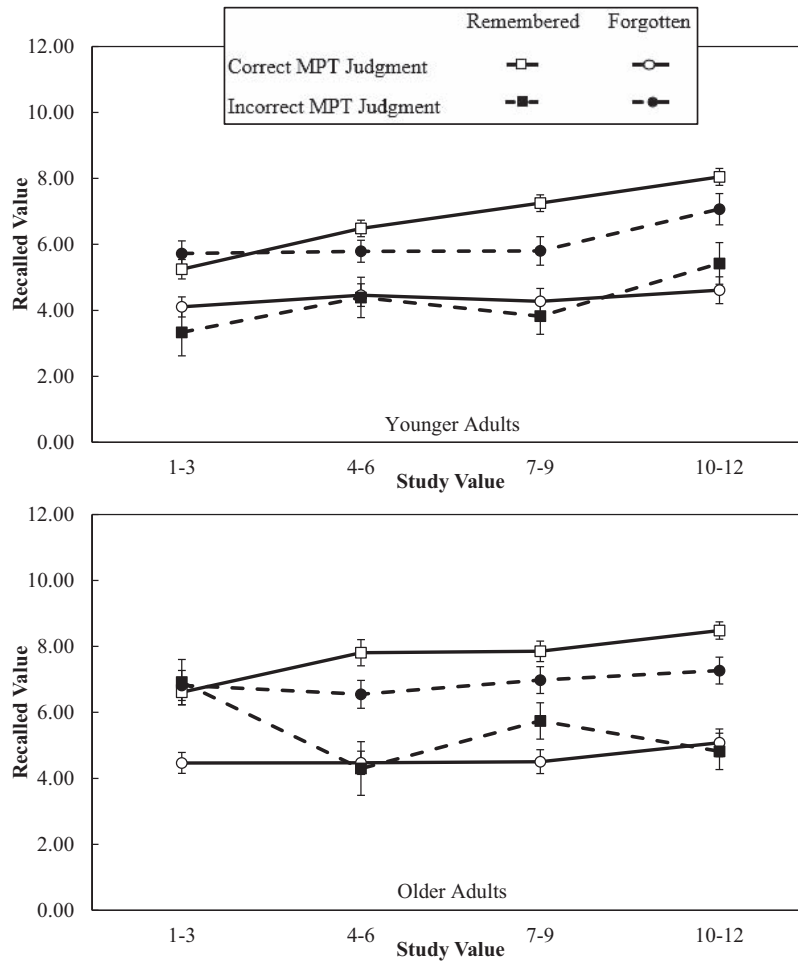 Remembered Forgotten
Correct MPT Judgment
Incorrect MPT Judgment
12.00
10.00
8.00
6.00
4.00
2.00
0.00
Recalled Value
Younger Adults
1-3 4-6 7-9 10-12
Study Value
12.00
10.00
8.00
6.00
4.00
2.00
0.00
Recalled Value
Older Adults
1-3 4-6 7-9 10-12
Study Value